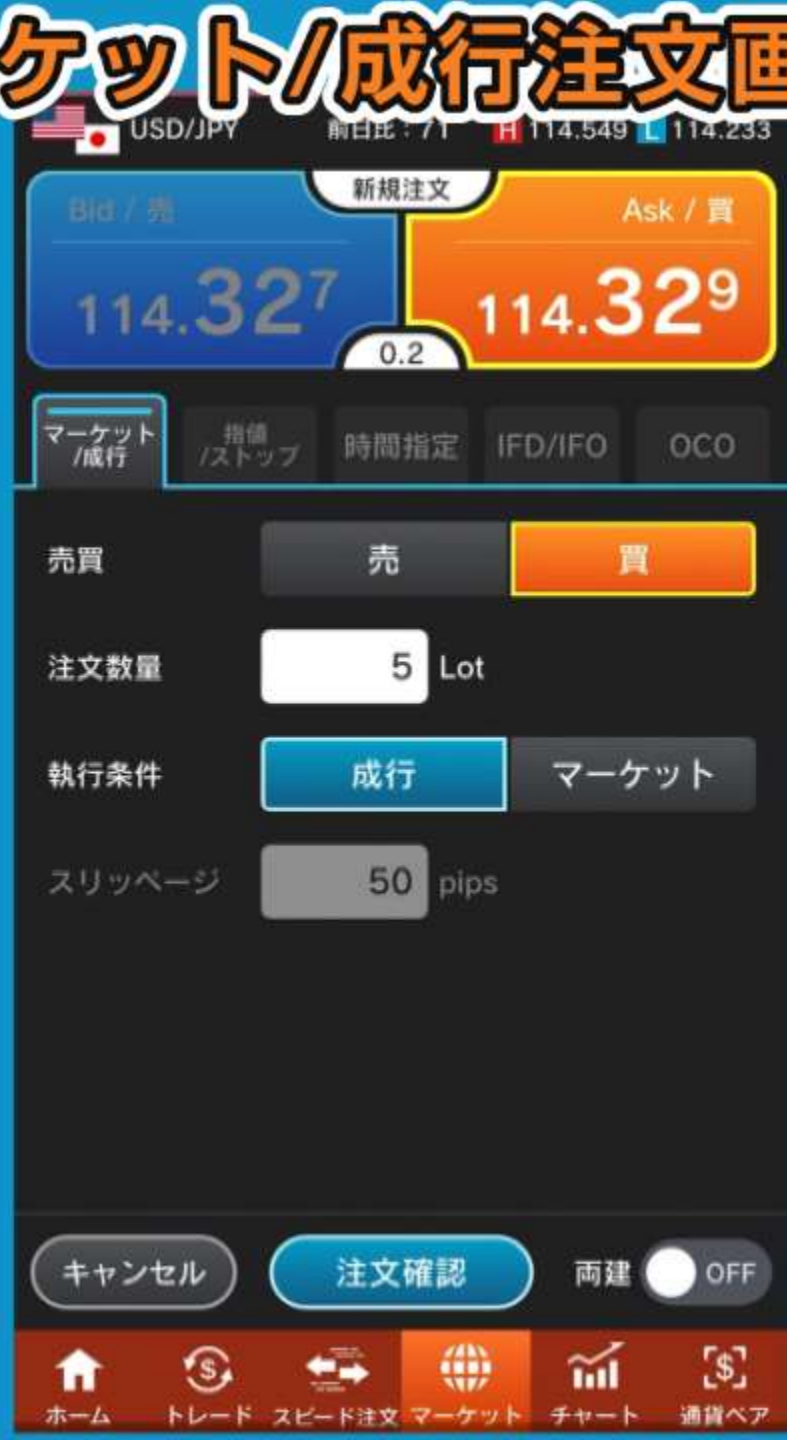 ケット/成行注文画
USD/JPY 前日比:71 H 114.549 L 114.233
新規注文
Bid / 売 Ask / 買
114.327 114.329
0.2
マーケット/成行 指値/ストップ 時間指定 IFD/IFO OCO
売買 売 買
注文数量 5 Lot
執行条件 成行 マーケット
スリッページ 50 pips
キャンセル 注文確認 両建 OFF
ホーム トレード スピード注文 マーケット チャート 通貨ペア